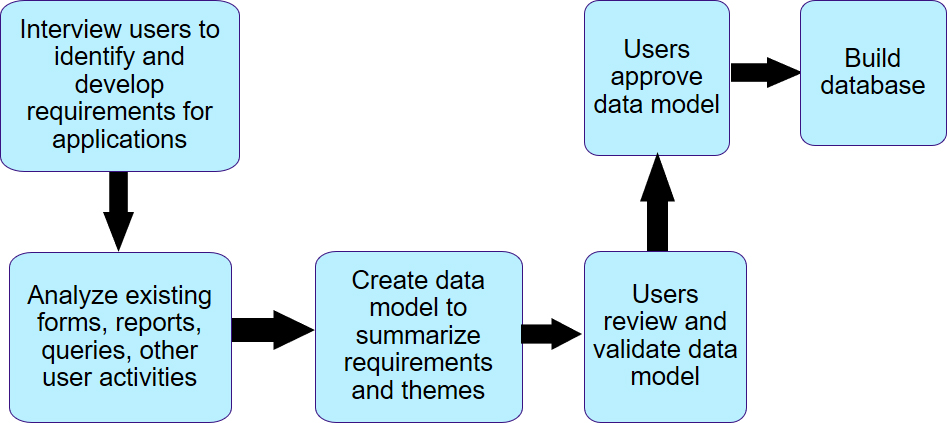 Interview users to
identify and
develop
requirements for
applications
Analyze existing
forms, reports,
queries, other
user activities
Create data
model to
summarize
requirements
and themes
Users
review and
validate data
model
Users
approve
data model
Build
database